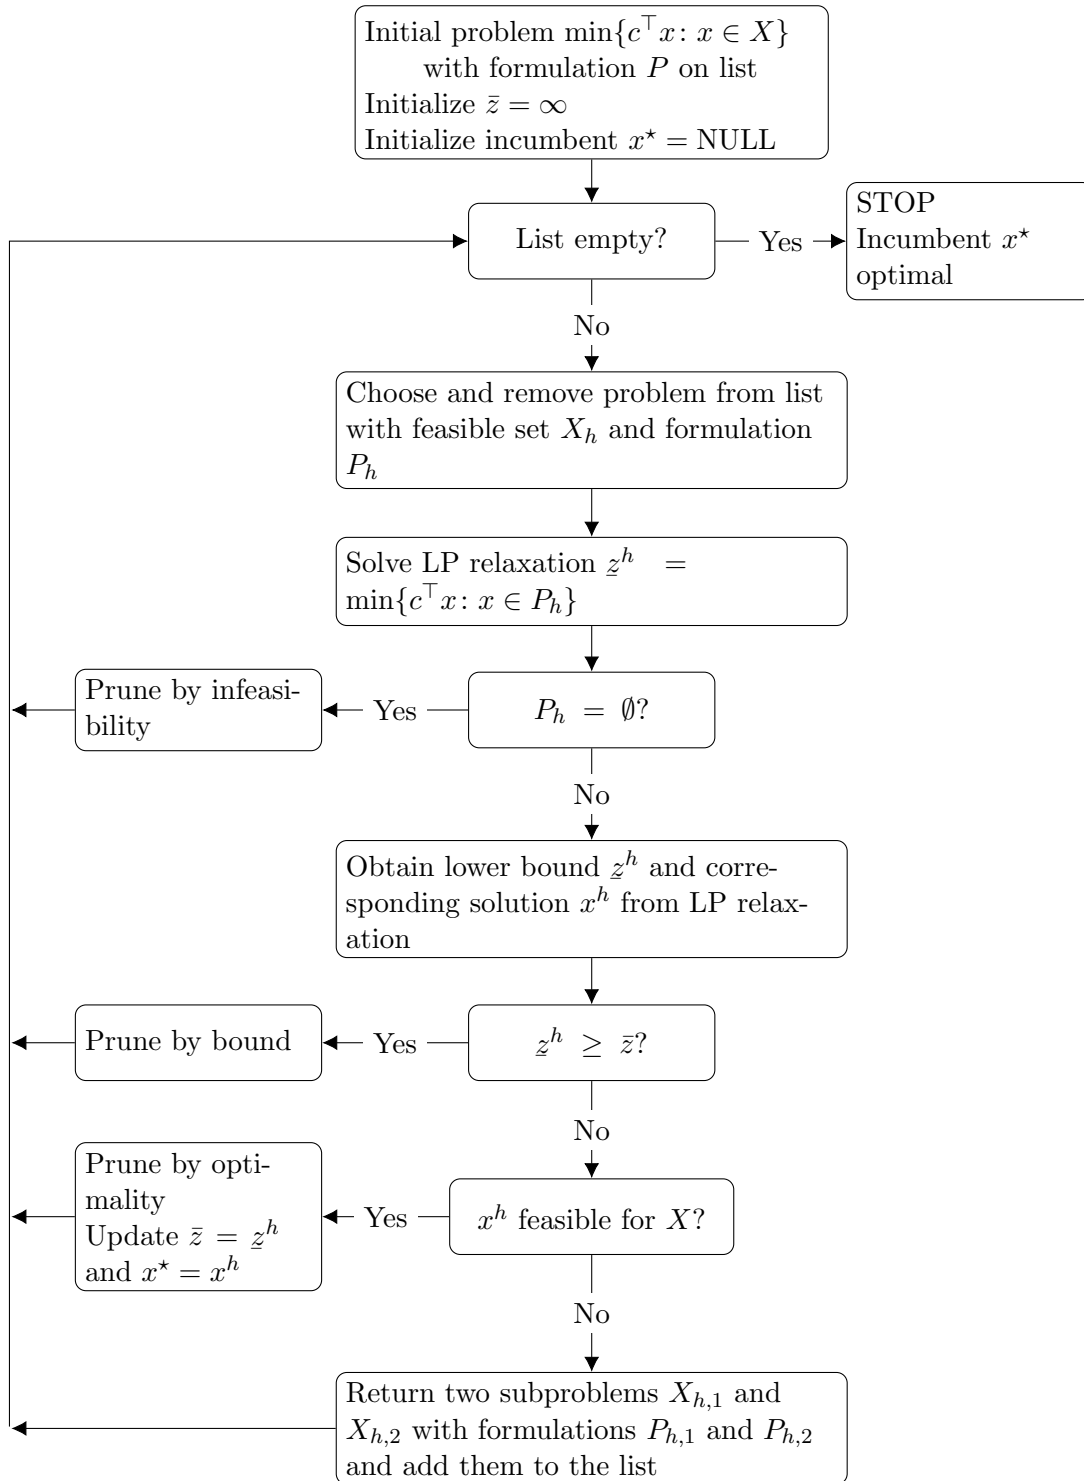 Initial problem min{c⊤x: x ∈ X}
with formulation P on list
Initialize z̄ = ∞
Initialize incumbent x⋆ = NULL
List empty?
Yes
STOP
Incumbent x⋆
optimal
No
Choose and remove problem from list
with feasible set X_h and formulation
P_h
Solve LP relaxation z̲^h =
min{c⊤x: x ∈ P_h}
P_h = ∅?
Yes
Prune by infeasi-
bility
No
Obtain lower bound z̲^h and corre-
sponding solution x^h from LP relax-
ation
z̲^h ≥ z̄?
Yes
Prune by bound
No
x^h feasible for X?
Yes
Prune by opti-
mality
Update z̄ = z̲^h
and x⋆ = x^h
No
Return two subproblems X_{h,1} and
X_{h,2} with formulations P_{h,1} and P_{h,2}
and add them to the list